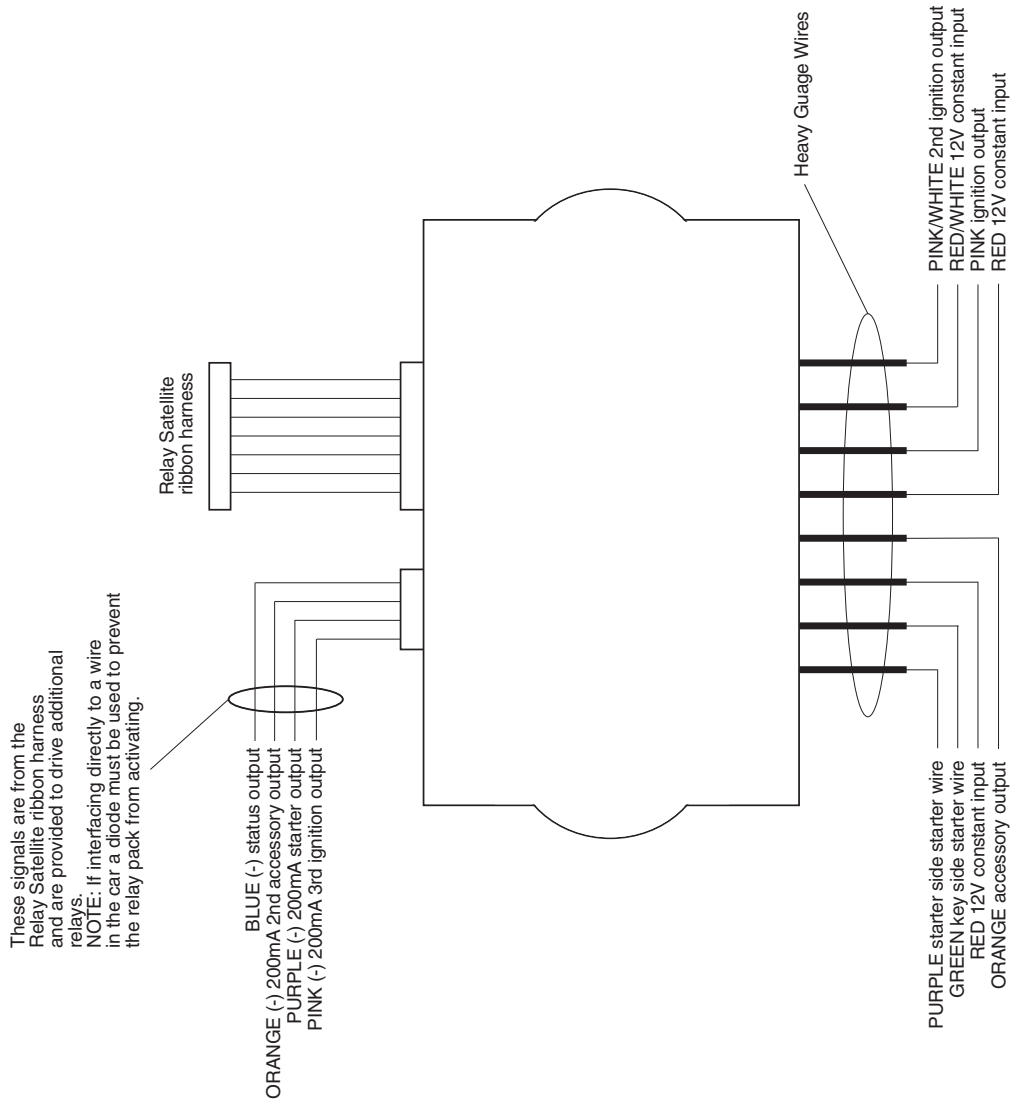 These signals are from the
Relay Satellite ribbon harness
and are provided to drive additional
relays.
NOTE: If interfacing directly to a wire
in the car a diode must be used to prevent
the relay pack from activating.
Relay Satellite
ribbon harness
BLUE (-) status output
ORANGE (-) 200mA 2nd accessory output
PURPLE (-) 200mA starter output
PINK (-) 200mA 3rd ignition output
Heavy Guage Wires
PURPLE starter side starter wire
GREEN key side starter wire
RED 12V constant input
ORANGE accessory output
PINK/WHITE 2nd ignition output
RED/WHITE 12V constant input
PINK ignition output
RED 12V constant input